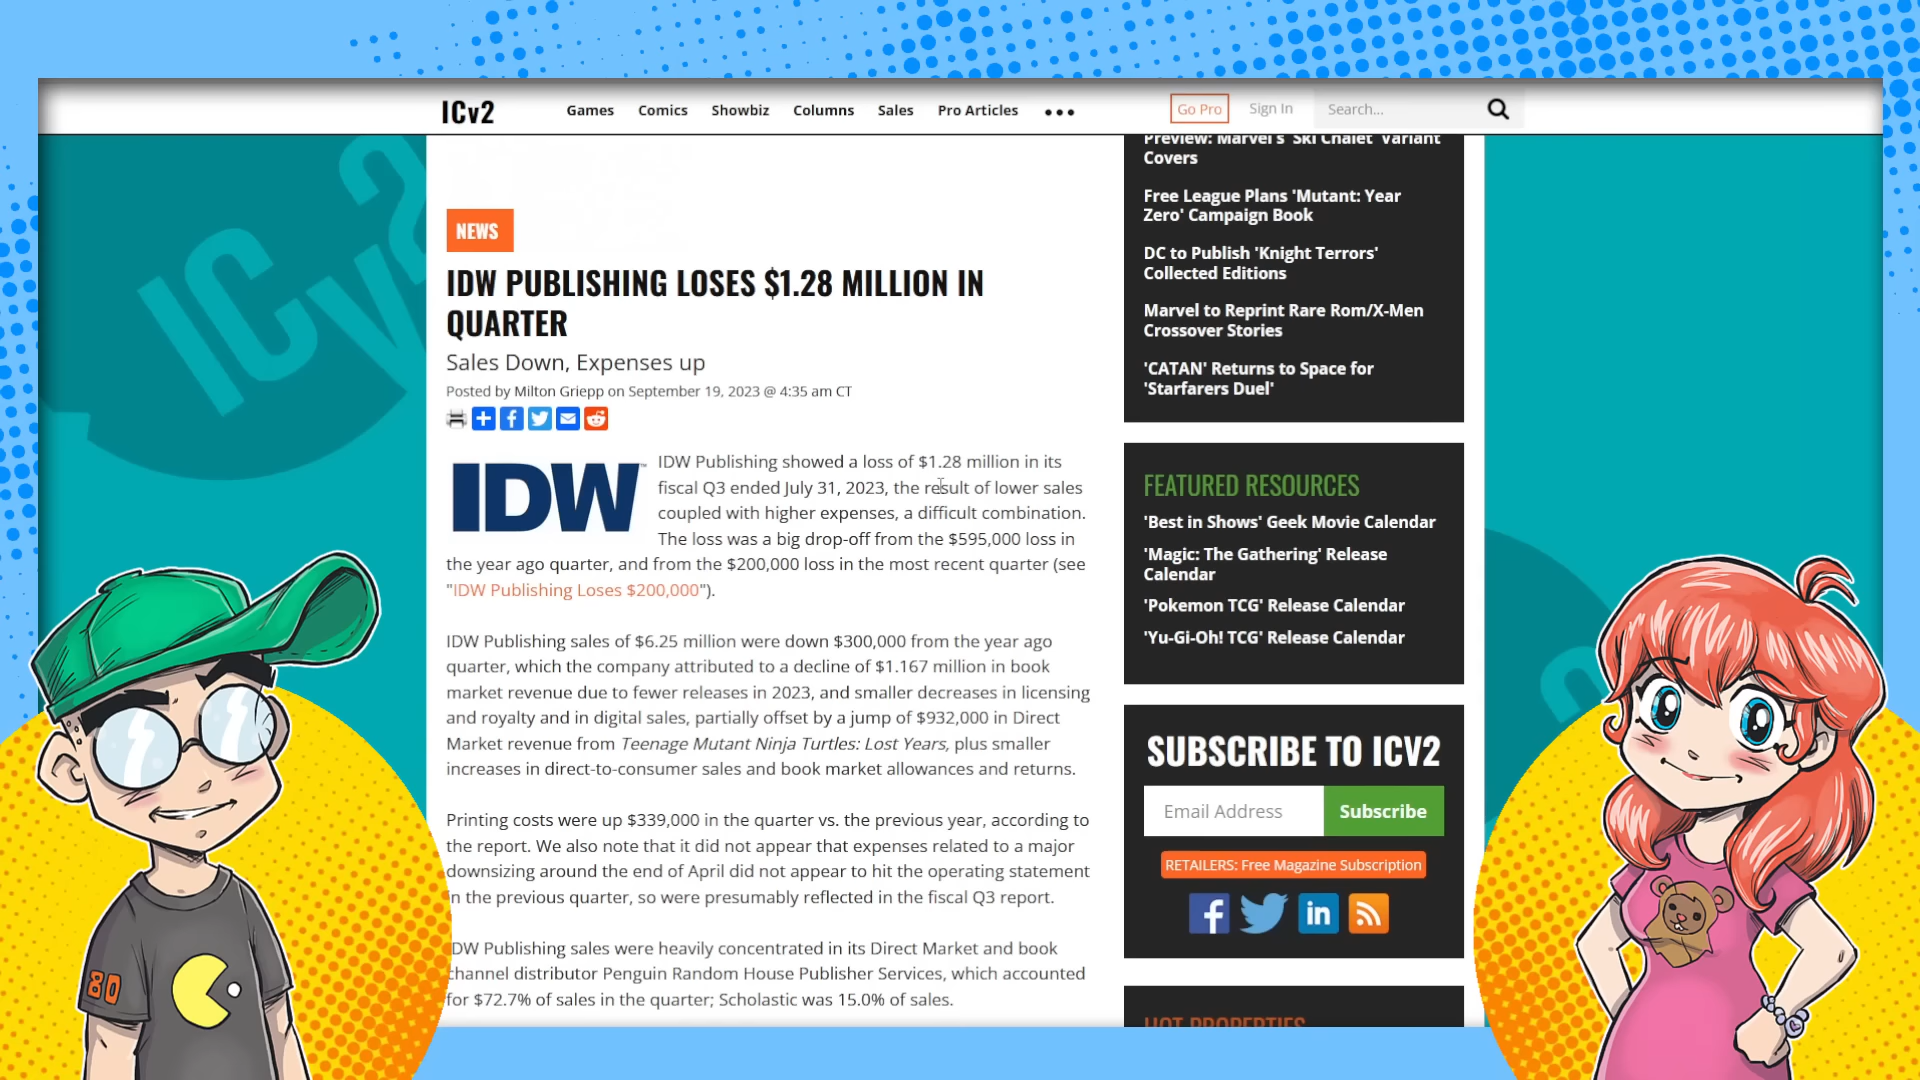 ICv2
Games Comics Showbiz Columns Sales Pro Articles •••
Go Pro Sign In Search...
NEWS
IDW PUBLISHING LOSES $1.28 MILLION IN
QUARTER
Sales Down, Expenses up
Posted by Milton Griepp on September 19, 2023 @ 4:35 am CT
IDW™
IDW Publishing showed a loss of $1.28 million in its
fiscal Q3 ended July 31, 2023, the result of lower sales
coupled with higher expenses, a difficult combination.
The loss was a big drop-off from the $595,000 loss in
the year ago quarter, and from the $200,000 loss in the most recent quarter (see
"IDW Publishing Loses $200,000").
IDW Publishing sales of $6.25 million were down $300,000 from the year ago
quarter, which the company attributed to a decline of $1.167 million in book
market revenue due to fewer releases in 2023, and smaller decreases in licensing
and royalty and in digital sales, partially offset by a jump of $932,000 in Direct
Market revenue from Teenage Mutant Ninja Turtles: Lost Years, plus smaller
increases in direct-to-consumer sales and book market allowances and returns.
Printing costs were up $339,000 in the quarter vs. the previous year, according to
the report. We also note that it did not appear that expenses related to a major
downsizing around the end of April did not appear to hit the operating statement
in the previous quarter, so were presumably reflected in the fiscal Q3 report.
IDW Publishing sales were heavily concentrated in its Direct Market and book
channel distributor Penguin Random House Publisher Services, which accounted
for $72.7% of sales in the quarter; Scholastic was 15.0% of sales.
Preview: Marvel's 'Ski Chalet' Variant
Covers
Free League Plans 'Mutant: Year
Zero' Campaign Book
DC to Publish 'Knight Terrors'
Collected Editions
Marvel to Reprint Rare Rom/X-Men
Crossover Stories
'CATAN' Returns to Space for
'Starfarers Duel'
FEATURED RESOURCES
'Best in Shows' Geek Movie Calendar
'Magic: The Gathering' Release
Calendar
'Pokemon TCG' Release Calendar
'Yu-Gi-Oh! TCG' Release Calendar
SUBSCRIBE TO ICV2
Email Address Subscribe
RETAILERS: Free Magazine Subscription
HOT PROPERTIES
ICv2
80